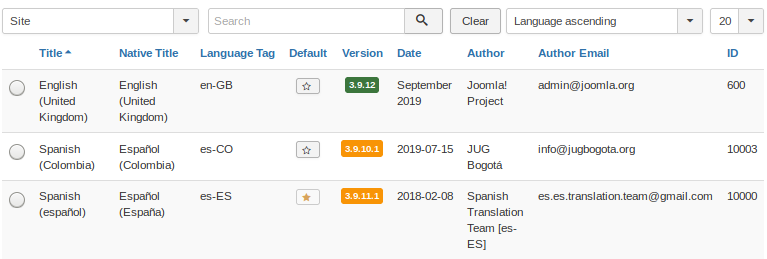 Site Search Clear Language ascending 20
Title Native Title Language Tag Default Version Date Author Author Email ID
English English en-GB 3.9.12 September Joomla! admin@joomla.org 600
(United (United 2019 Project
Kingdom) Kingdom)
Spanish Español es-CO 3.9.10.1 2019-07-15 JUG info@jugbogota.org 10003
(Colombia) (Colombia) Bogotá
Spanish Español es-ES 3.9.11.1 2018-02-08 Spanish es.es.translation.team@gmail.com 10000
(español) (España) Translation
Team [es-
ES]